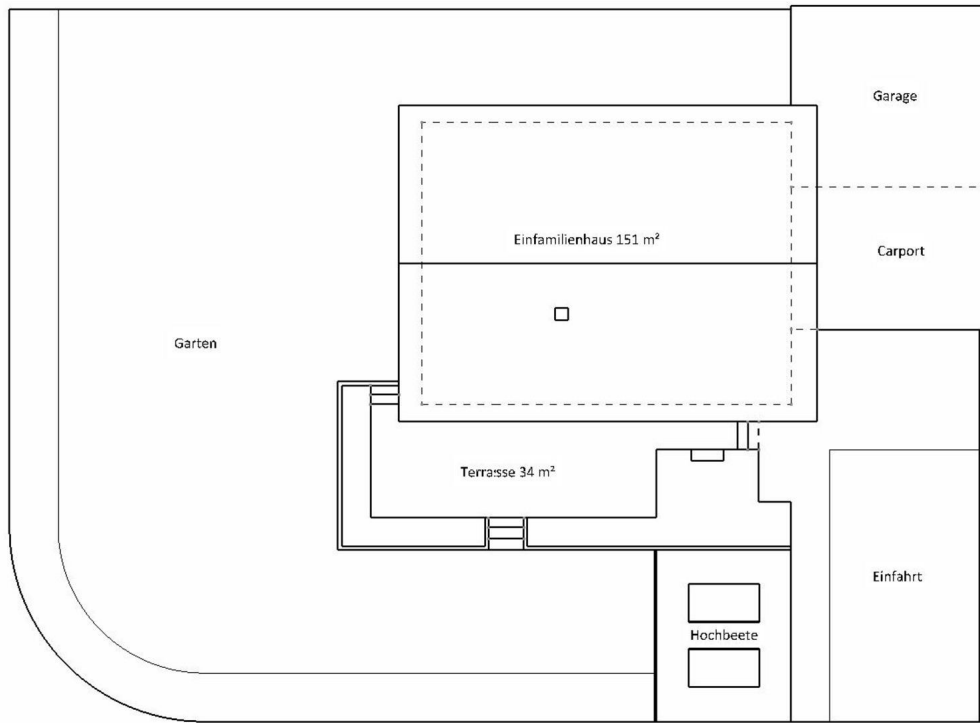 Garage
Einfamilienhaus 151 m²
Carport
Garten
Terrasse 34 m²
Einfahrt
Hochbeete